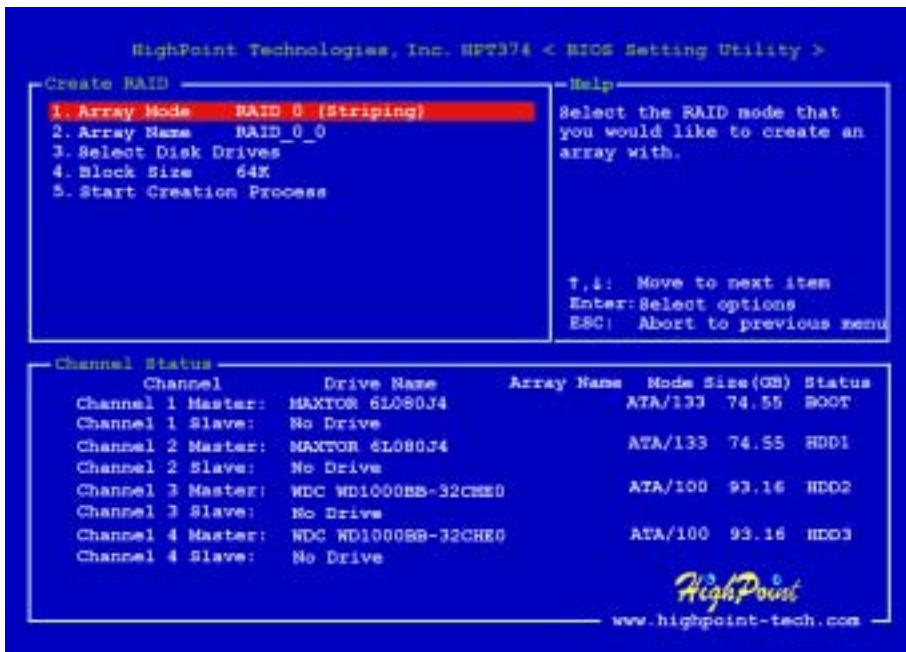 HighPoint Technologies, Inc. HPT374 < BIOS Setting Utility >
Create RAID
1. Array Mode RAID 0 (Striping)
2. Array Name RAID_0_0
3. Select Disk Drives
4. Block Size 64K
5. Start Creation Process
Help
Select the RAID mode that
you would like to create an
array with.
↑,↓: Move to next item
Enter: Select options
ESC: Abort to previous menu
Channel Status
Channel Drive Name Array Name Mode Size(GB) Status
Channel 1 Master: MAXTOR 6L080J4 ATA/133 74.55 BOOT
Channel 1 Slave: No Drive
Channel 2 Master: MAXTOR 6L080J4 ATA/133 74.55 HDD1
Channel 2 Slave: No Drive
Channel 3 Master: WDC WD1000BB-32CHE0 ATA/100 93.16 HDD2
Channel 3 Slave: No Drive
Channel 4 Master: WDC WD1000BB-32CHE0 ATA/100 93.16 HDD3
Channel 4 Slave: No Drive
HighPoint
www.highpoint-tech.com